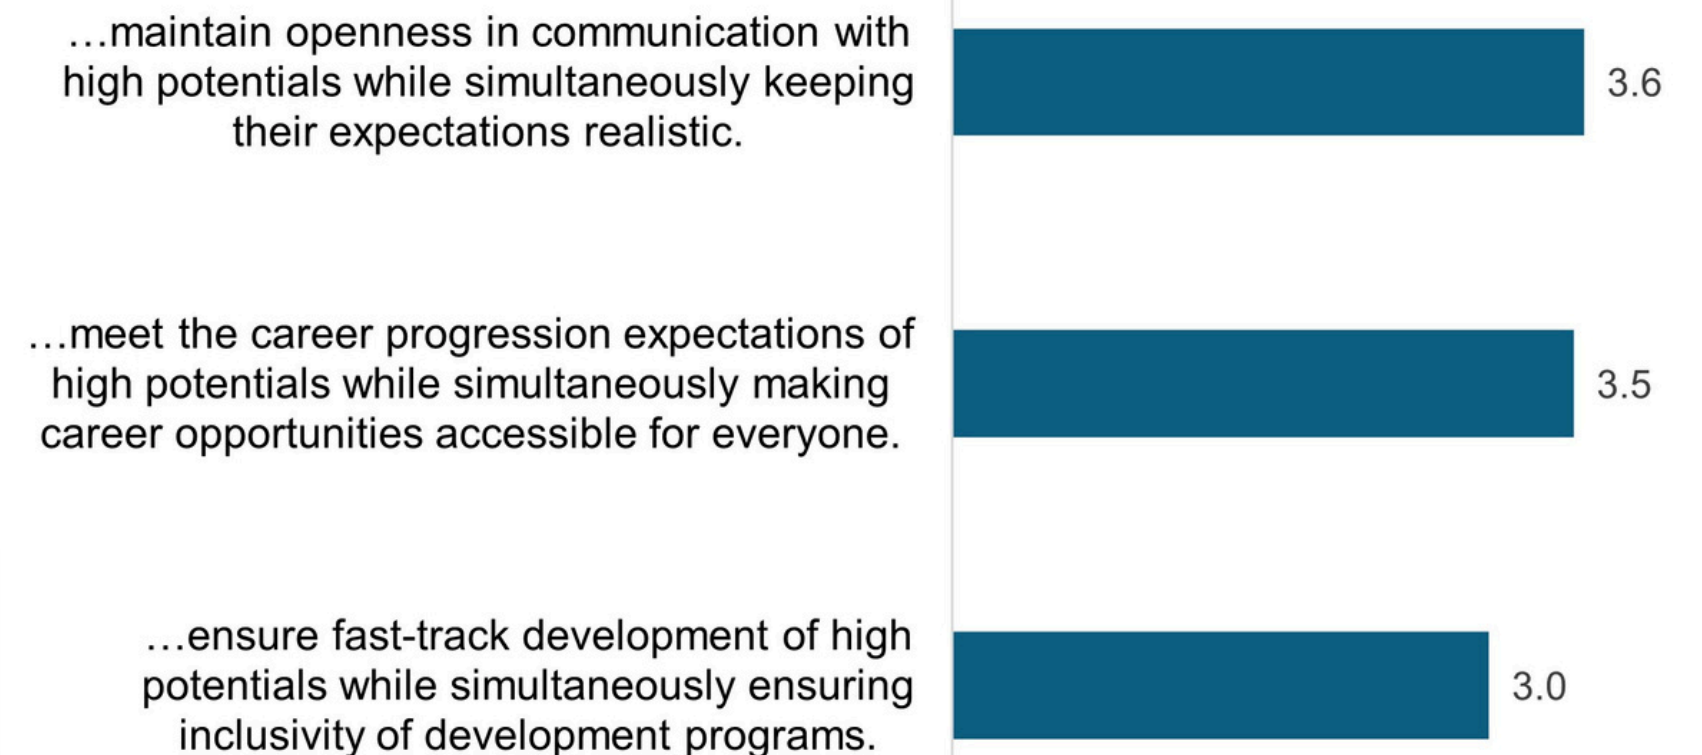 …maintain openness in communication with
high potentials while simultaneously keeping
their expectations realistic.
3.6
…meet the career progression expectations of
high potentials while simultaneously making
career opportunities accessible for everyone.
3.5
…ensure fast-track development of high
potentials while simultaneously ensuring
inclusivity of development programs.
3.0